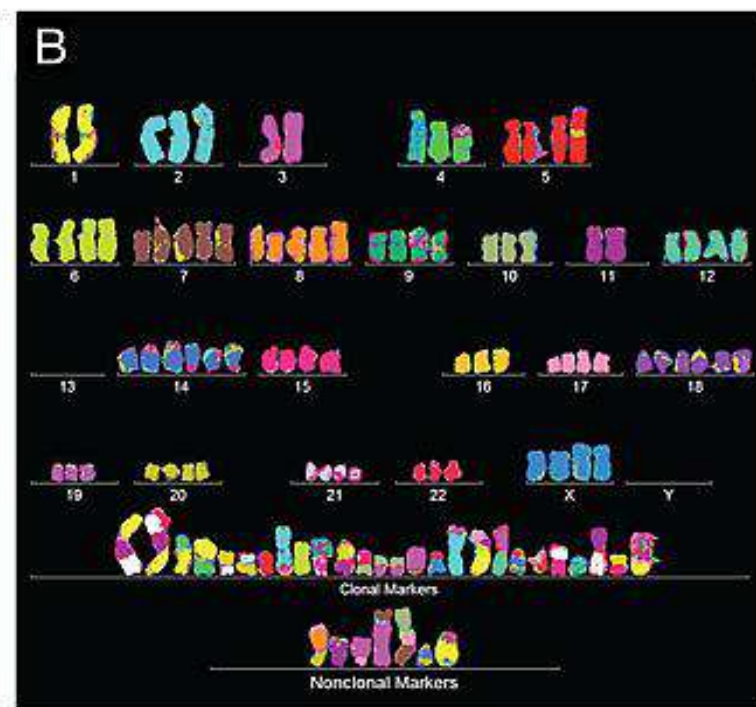 B
1 2 3 4 5
6 7 8 9 10 11 12
13 14 15 16 17 18
19 20 21 22 X Y
Clonal Markers
Nonclonal Markers